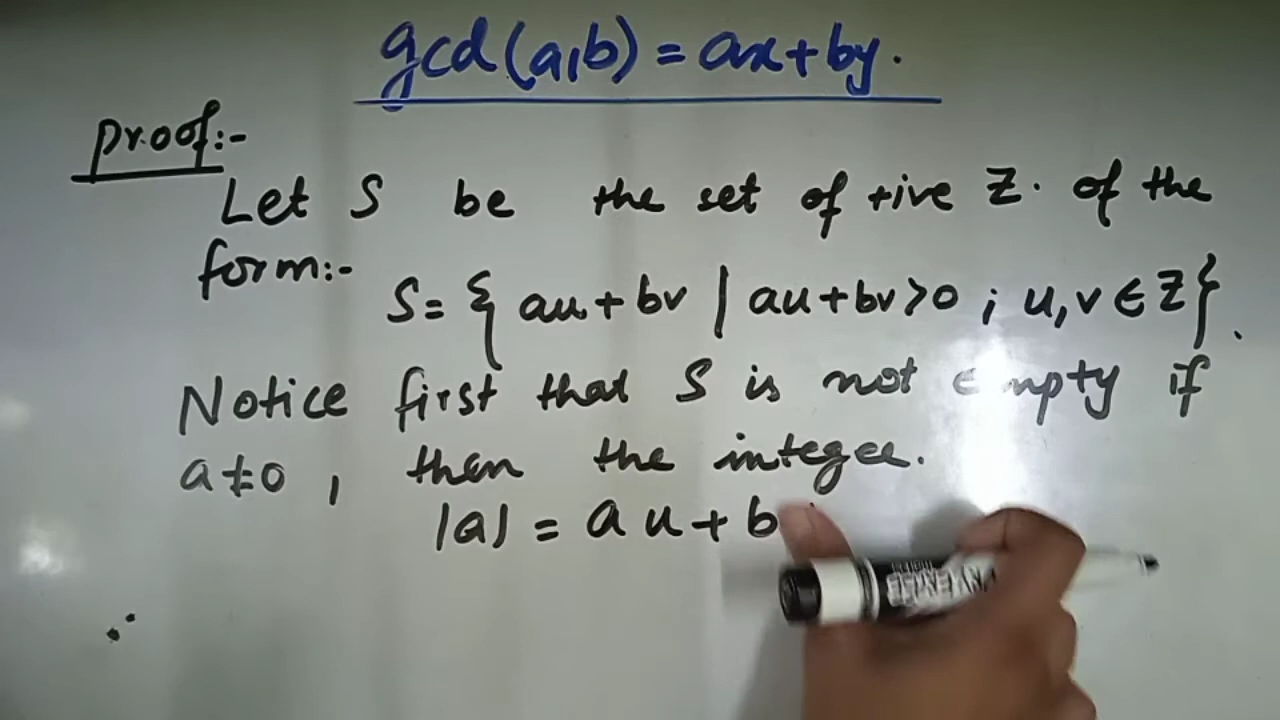 gcd(a,b) = ax+by.
Proof:-
Let S be the set of +ive Z. of the
form:-
S= { au+bv | au+bv>0 ; u,v ∈ Z}.
Notice first that S is not empty if
a≠0, then the integer.
|a| = a u + b